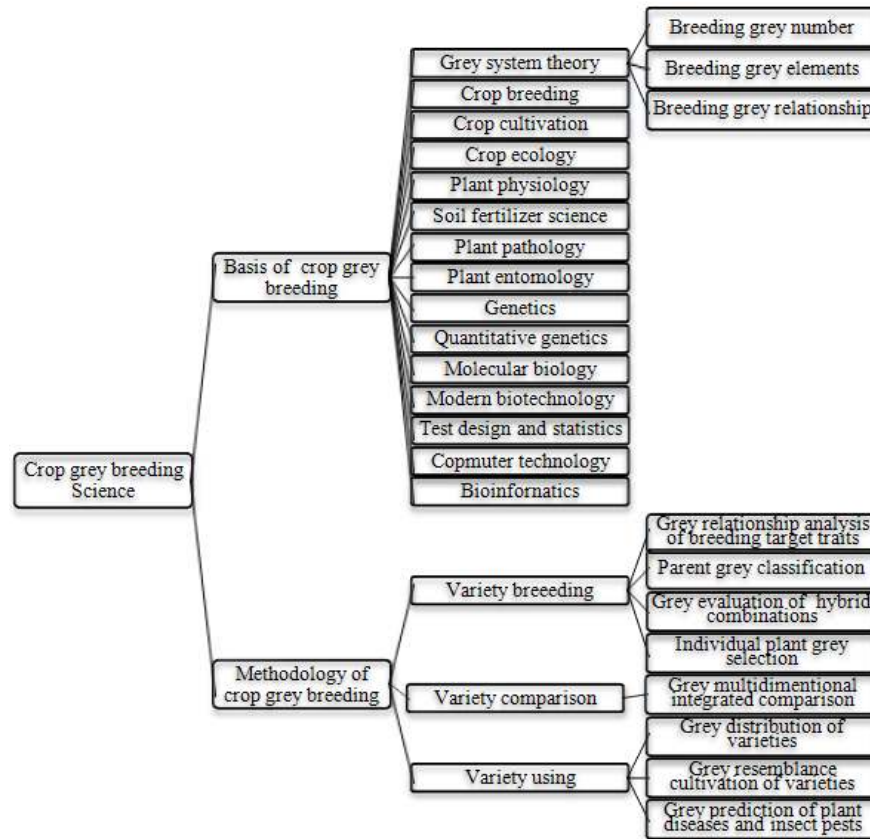 Crop grey breeding
Science
Basis of crop grey
breeding
Grey system theory
Breeding grey number
Breeding grey elements
Breeding grey relationship
Crop breeding
Crop cultivation
Crop ecology
Plant physiology
Soil fertilizer science
Plant pathology
Plant entomology
Genetics
Quantitative genetics
Molecular biology
Modern biotechnology
Test design and statistics
Copmuter technology
Bioinfornatics
Methodology of
crop grey breeding
Variety breeeding
Grey relationship analysis
of breeding target traits
Parent grey classification
Grey evaluation of hybrid
combinations
Individual plant grey
selection
Variety comparison
Grey multidimentional
integrated comparison
Variety using
Grey distribution of
varieties
Grey resemblance
cultivation of varieties
Grey prediction of plant
diseases and insect pests